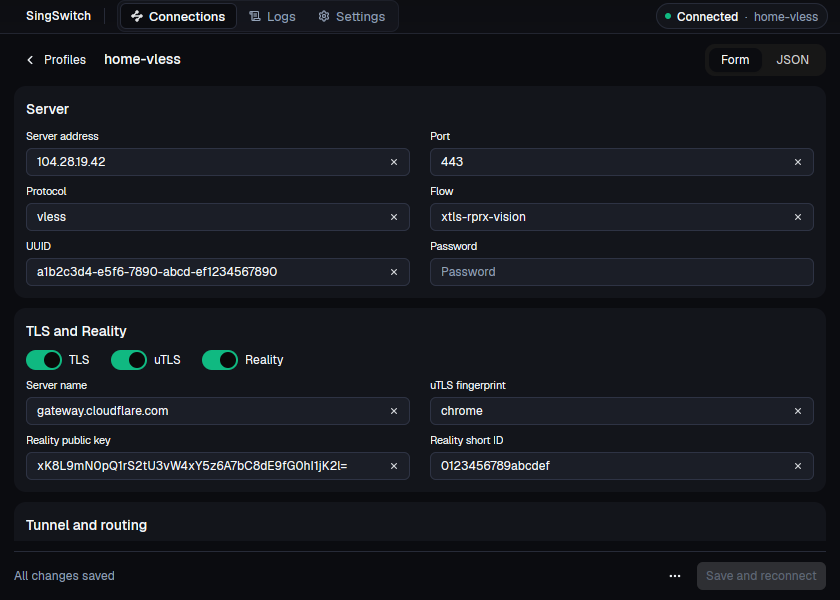 SingSwitch
Connections
Logs
Settings
Connected · home-vless
Profiles
home-vless
Form
JSON
Server
Server address
Port
104.28.19.42
443
Protocol
Flow
vless
xtls-rprx-vision
UUID
Password
a1b2c3d4-e5f6-7890-abcd-ef1234567890
Password
TLS and Reality
TLS
uTLS
Reality
Server name
uTLS fingerprint
gateway.cloudflare.com
chrome
Reality public key
Reality short ID
xK8L9mN0pQ1rS2tU3vW4xY5z6A7bC8dE9fG0hI1jK2l=
0123456789abcdef
Tunnel and routing
All changes saved
Save and reconnect